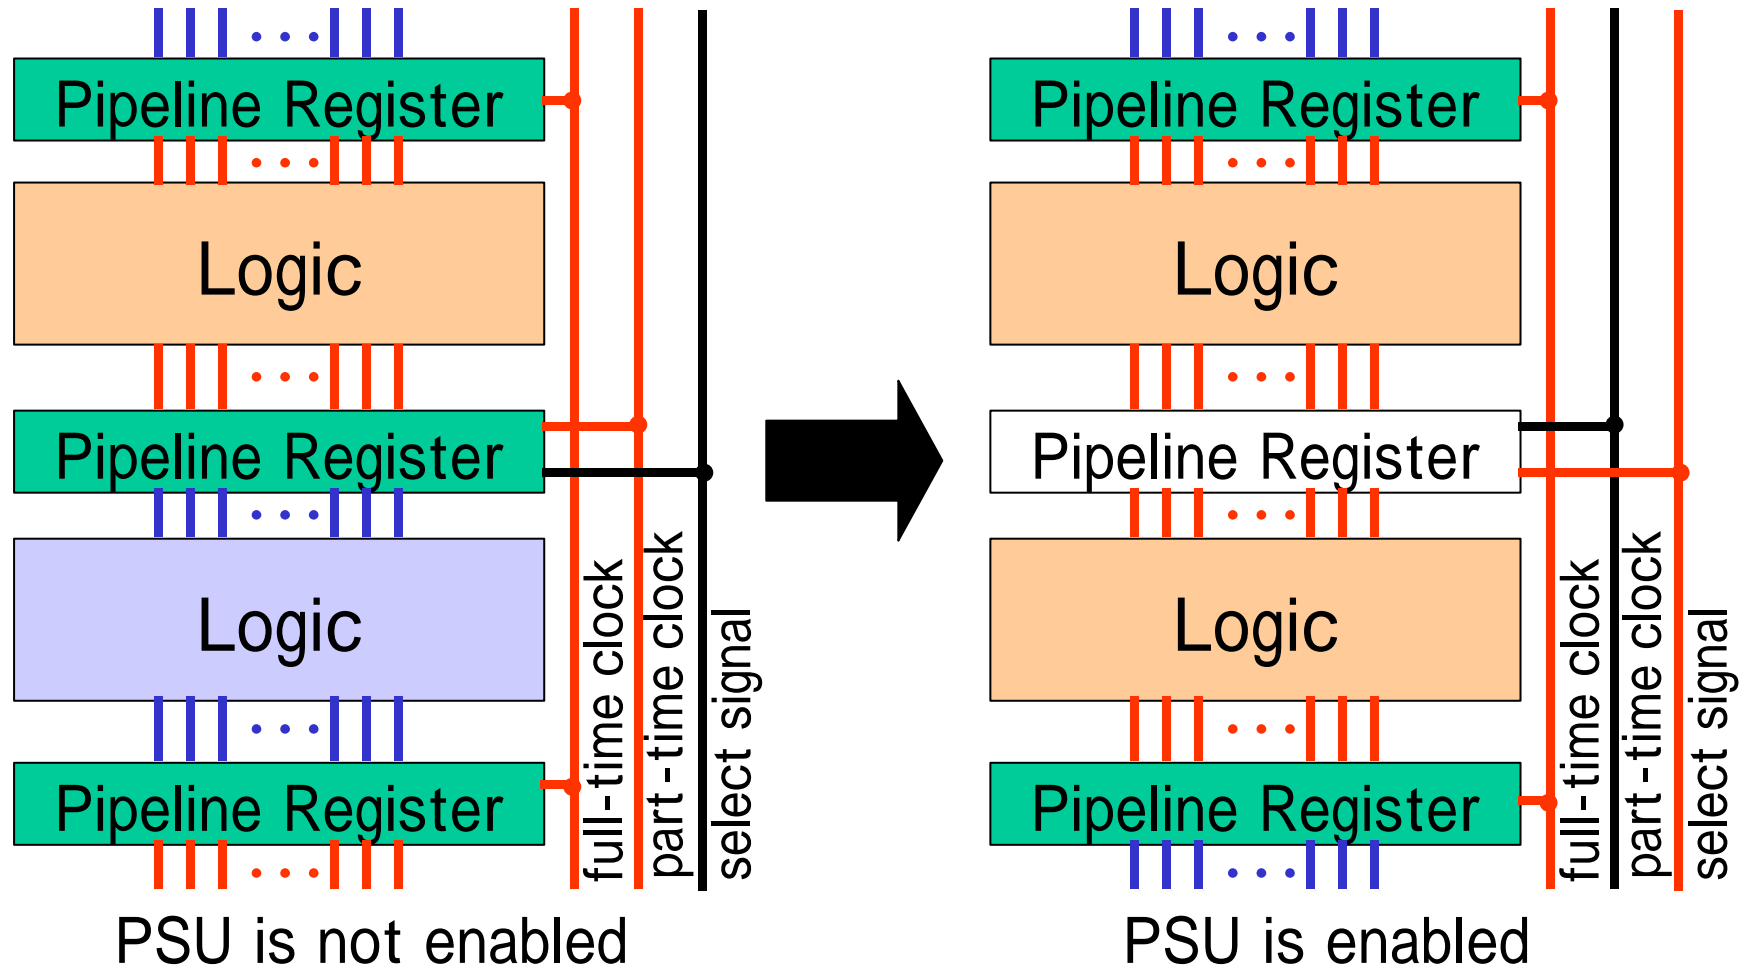 Pipeline Register
Logic
Pipeline Register
Logic
Pipeline Register
full-time clock
part-time clock
select signal
PSU is not enabled
Pipeline Register
Logic
Pipeline Register
Logic
Pipeline Register
full-time clock
part-time clock
select signal
PSU is enabled